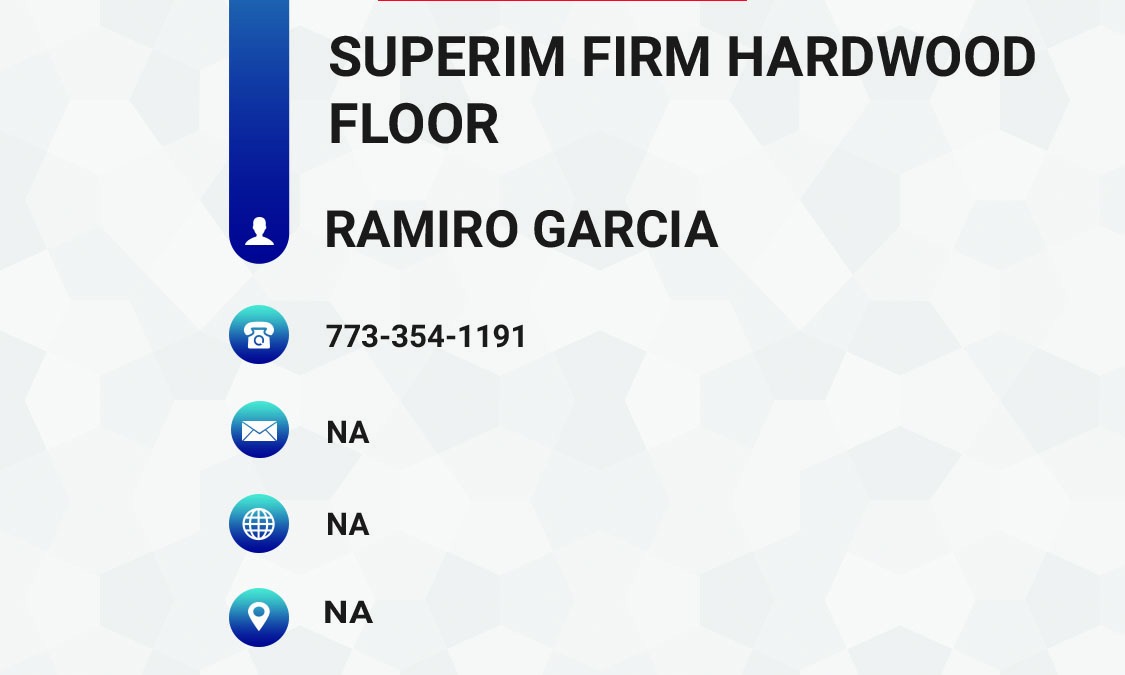 SUPERIM FIRM HARDWOOD
FLOOR
RAMIRO GARCIA
773-354-1191
NA
NA
NA